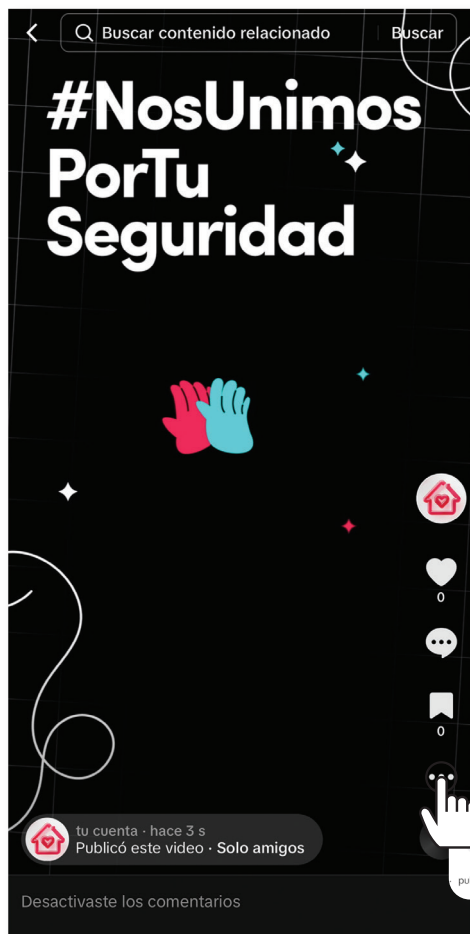 Buscar contenido relacionado
Buscar
#NosUnimos
PorTu
Seguridad
0
0
tu cuenta · hace 3 s
Publicó este video · Solo amigos
Desactivaste los comentarios